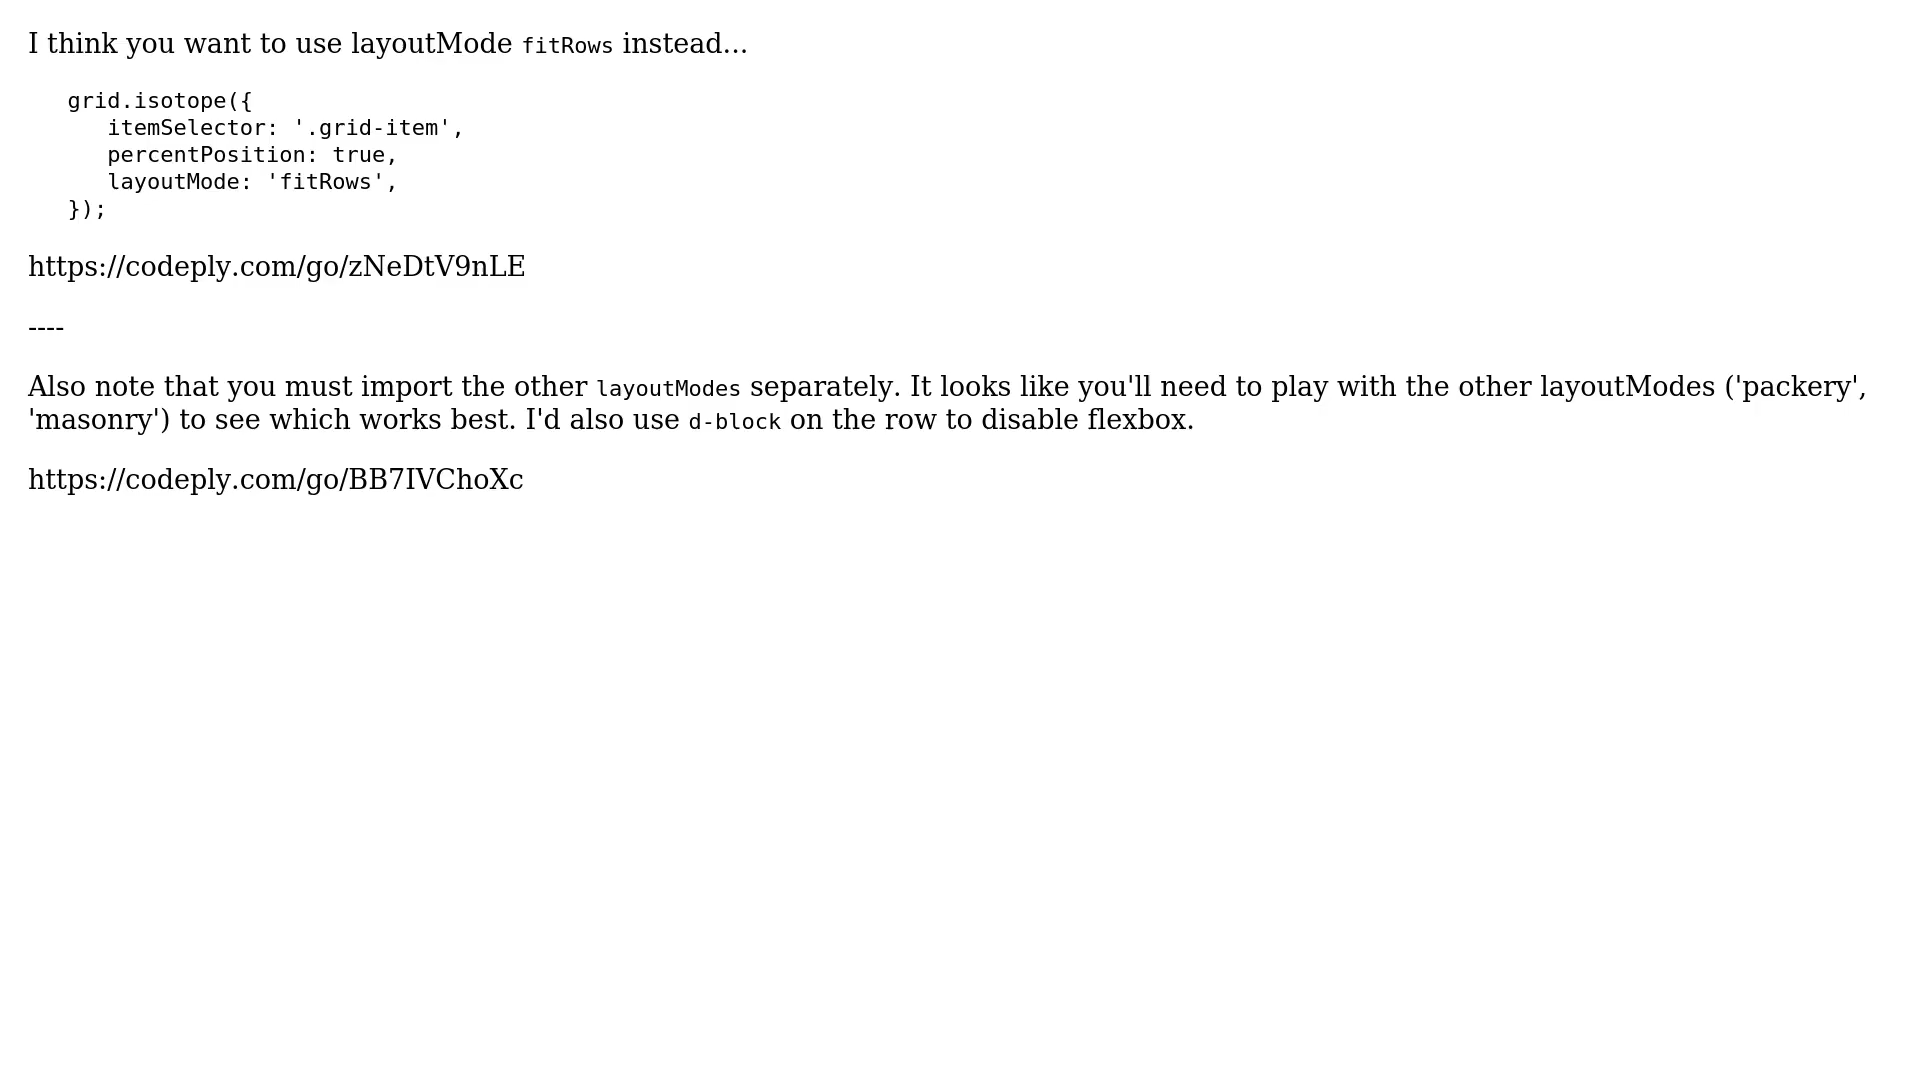 I think you want to use layoutMode fitRows instead...
grid.isotope({
itemSelector: '.grid-item',
percentPosition: true,
layoutMode: 'fitRows',
});
https://codeply.com/go/zNeDtV9nLE
----
Also note that you must import the other layoutModes separately. It looks like you'll need to play with the other layoutModes ('packery',
'masonry') to see which works best. I'd also use d-block on the row to disable flexbox.
https://codeply.com/go/BB7IVChoXc